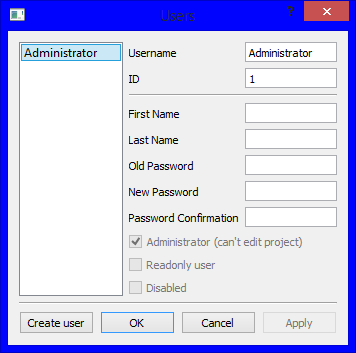 Users
?
Administrator
Username Administrator
ID 1
First Name
Last Name
Old Password
New Password
Password Confirmation
Administrator (can't edit project)
Readonly user
Disabled
Create user OK Cancel Apply